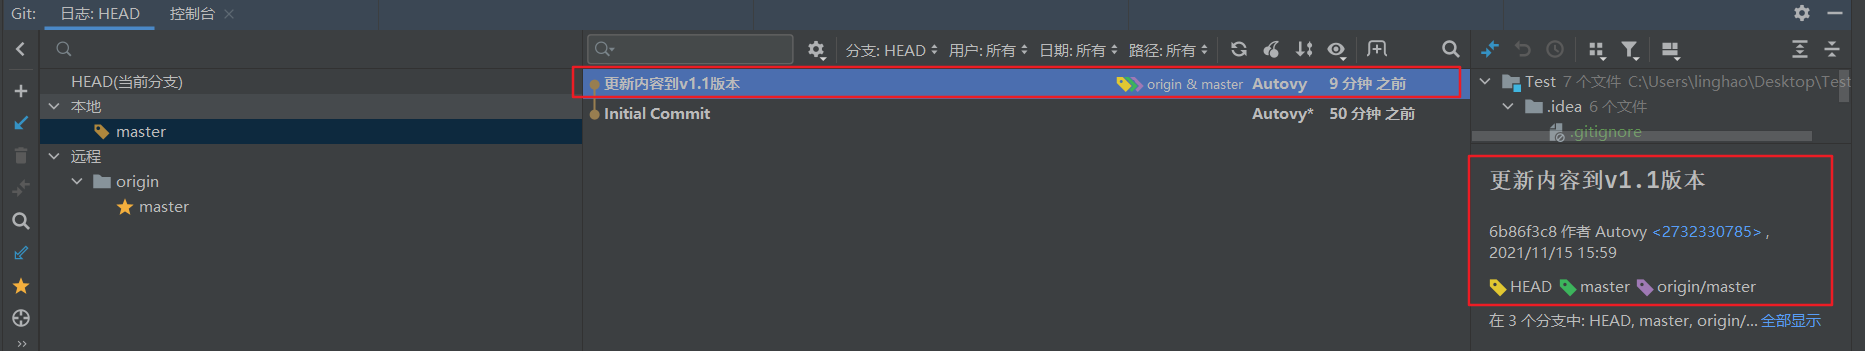 Git: 日志: HEAD 控制台
分支: HEAD 用户: 所有 日期: 所有 路径: 所有
HEAD(当前分支)
本地
master
远程
origin
master
更新内容到v1.1版本 origin & master Autovy 9 分钟 之前
Initial Commit Autovy* 50 分钟 之前
Test 7 个文件 C:\Users\linghao\Desktop\Test
.idea 6 个文件
.gitignore
更新内容到v1.1版本
6b86f3c8 作者 Autovy <2732330785> ,
2021/11/15 15:59
HEAD master origin/master
在 3 个分支中: HEAD, master, origin/... 全部显示